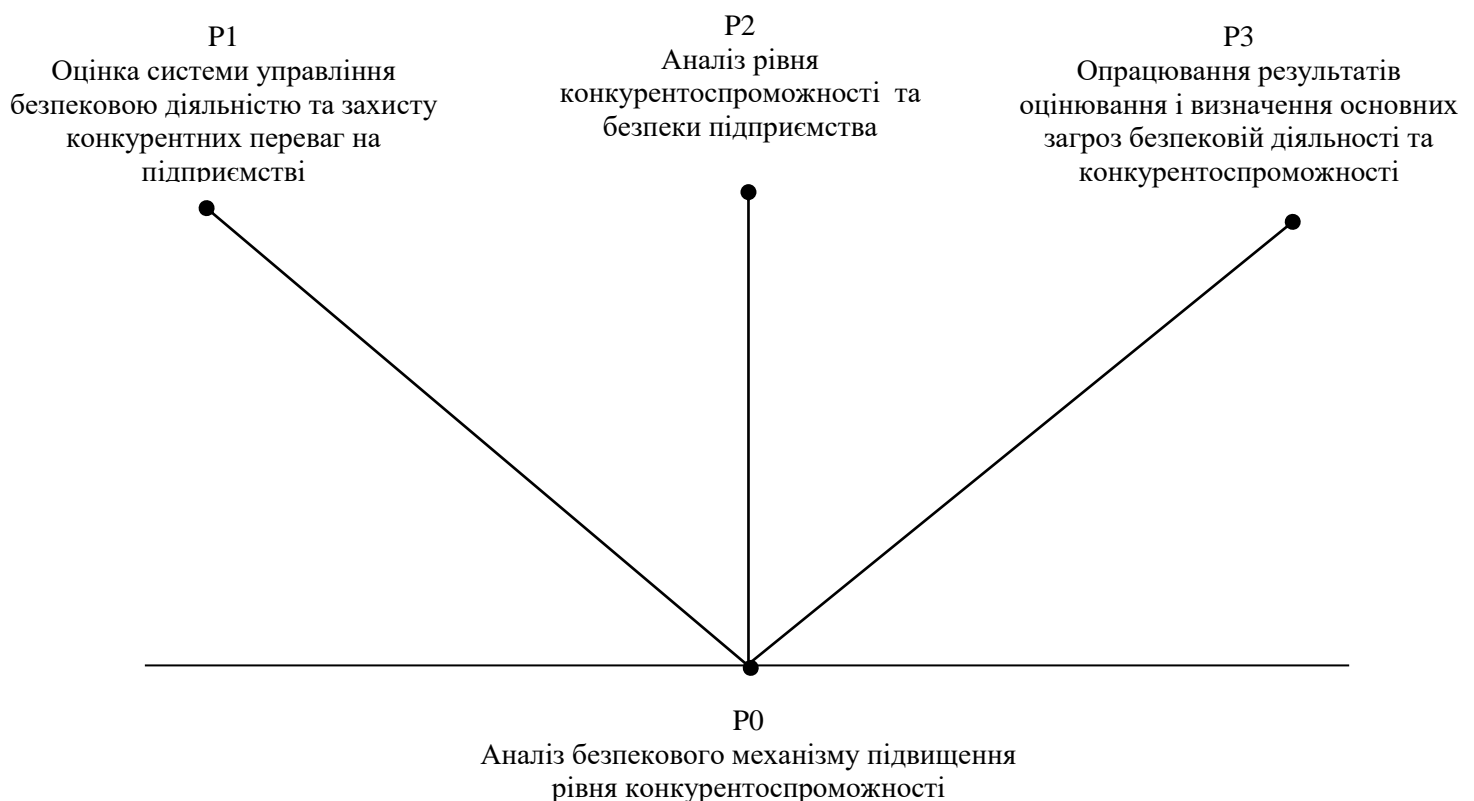 P1
Оцінка системи управління
безпековою діяльністю та захисту
конкурентних переваг на
підприємстві
P2
Аналіз рівня
конкурентоспроможності та
безпеки підприємства
P3
Опрацювання результатів
оцінювання і визначення основних
загроз безпековій діяльності та
конкурентоспроможності
P0
Аналіз безпекового механізму підвищення
рівня конкурентоспроможності